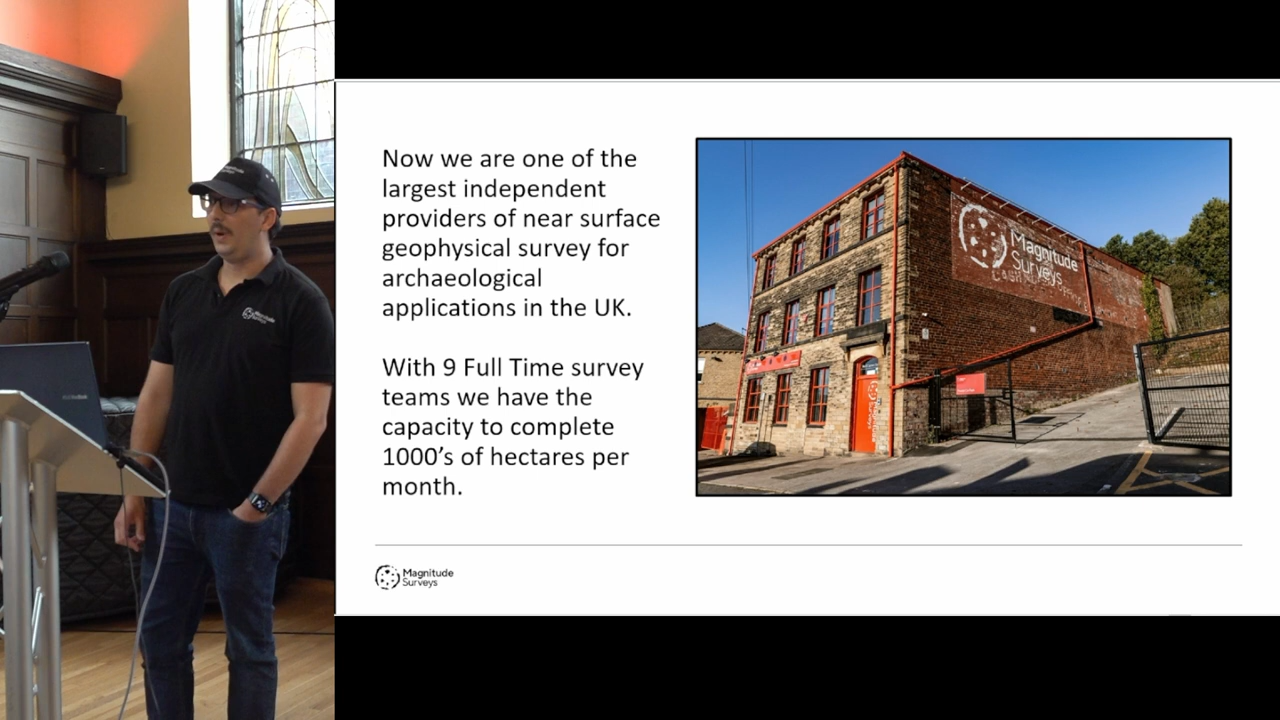 Now we are one of the
largest independent
providers of near surface
geophysical survey for
archaeological
applications in the UK.
With 9 Full Time survey
teams we have the
capacity to complete
1000’s of hectares per
month.
Magnitude
Surveys
Magnitude
Surveys
Magnitude
Surveys